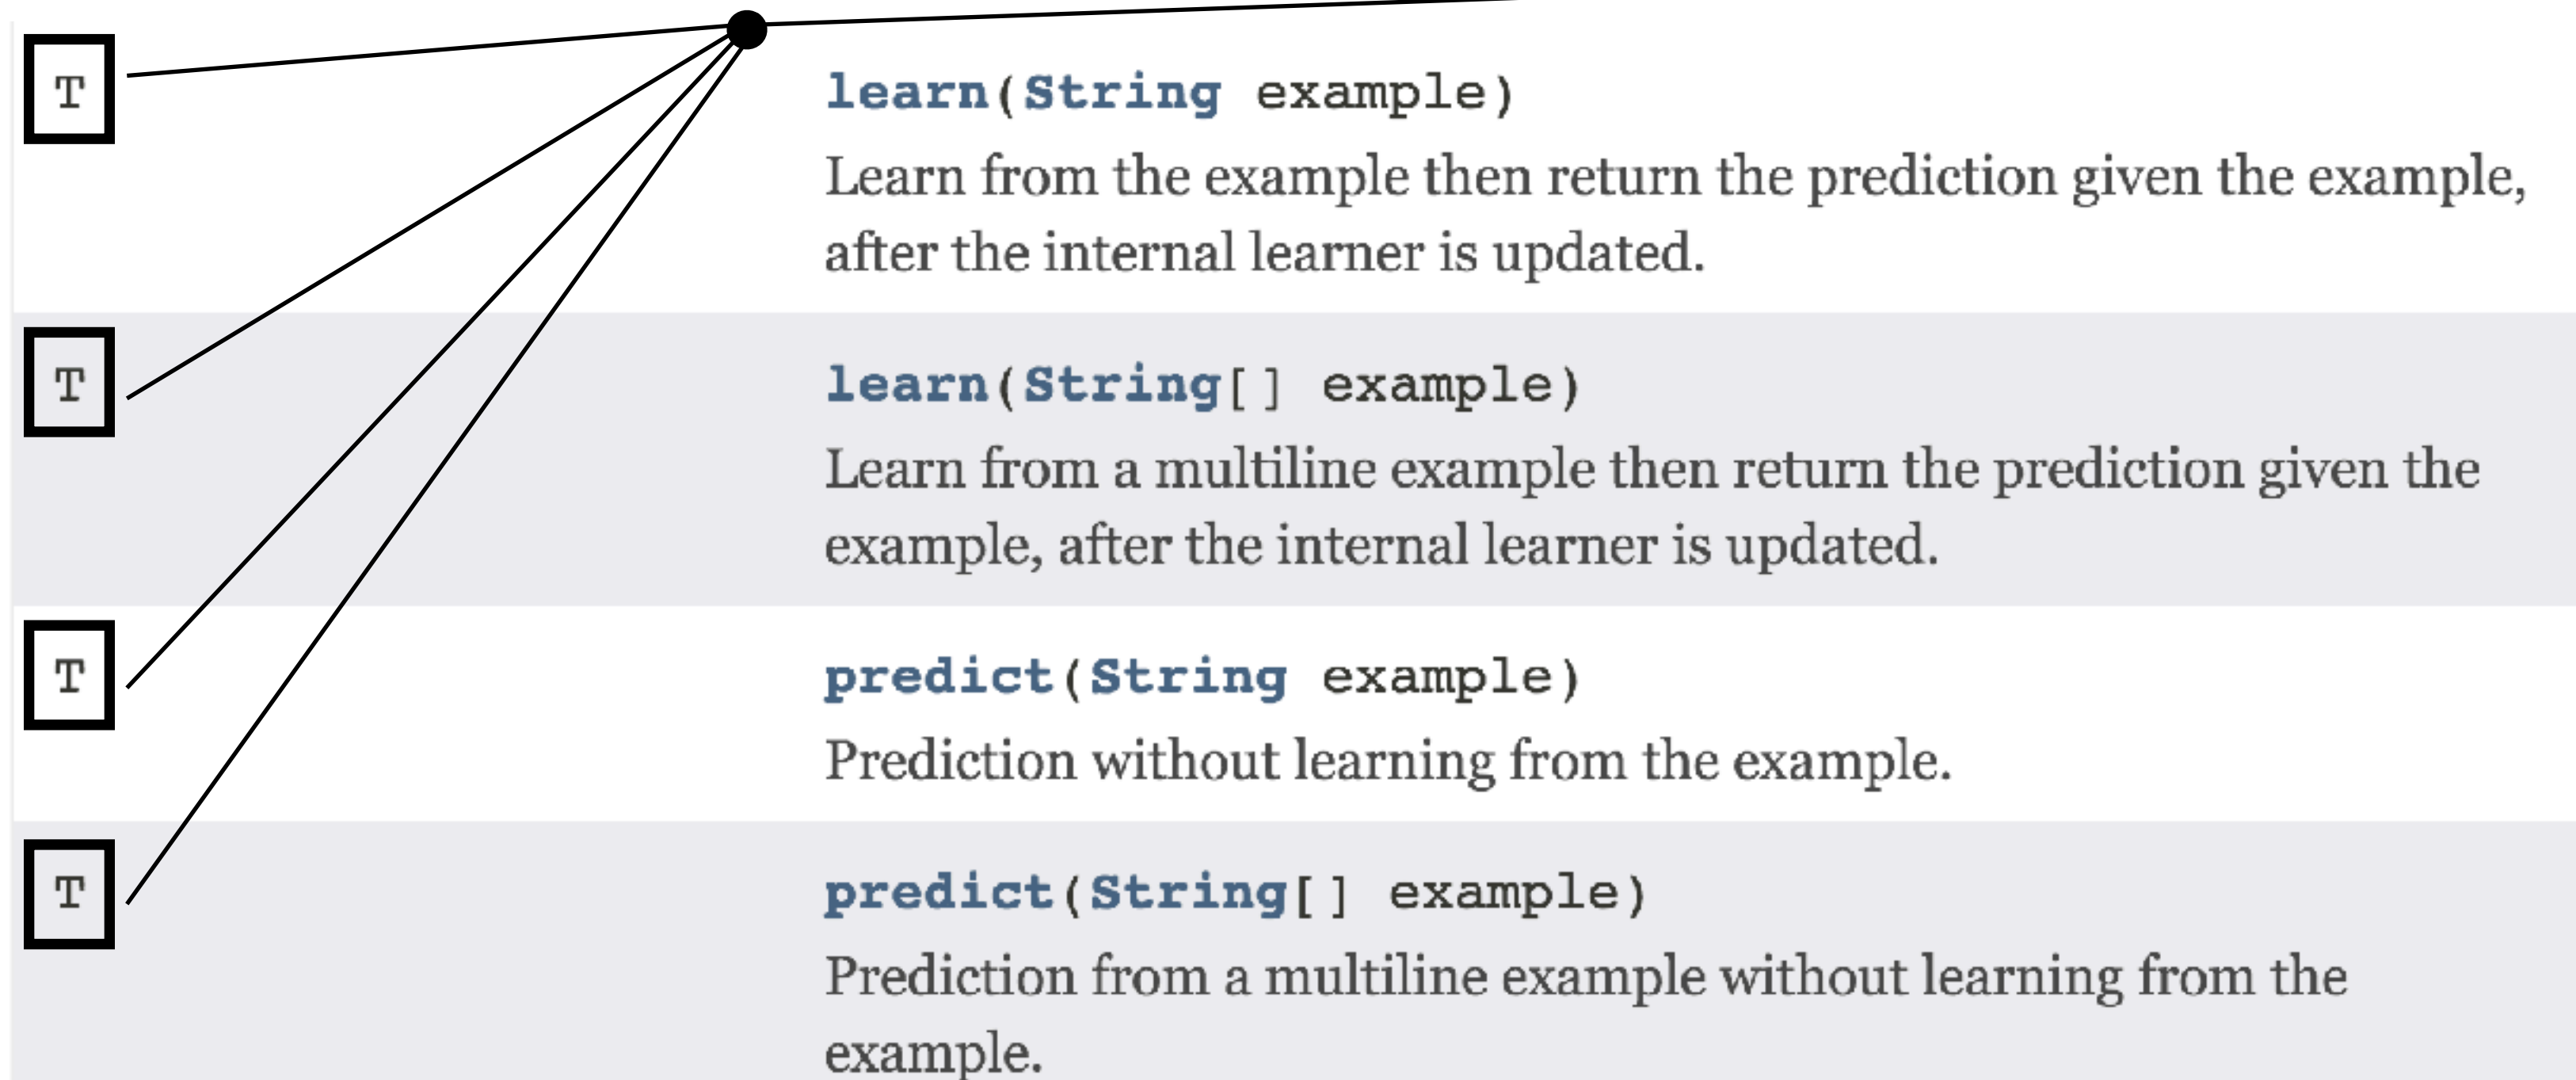 T learn(String example)
Learn from the example then return the prediction given the example,
after the internal learner is updated.
T learn(String[] example)
Learn from a multiline example then return the prediction given the
example, after the internal learner is updated.
T predict(String example)
Prediction without learning from the example.
T predict(String[] example)
Prediction from a multiline example without learning from the
example.